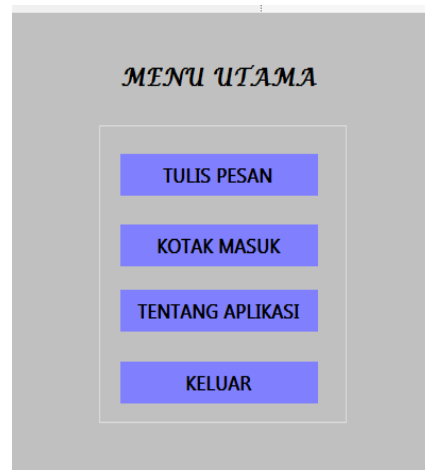 MENU UTAMA
TULIS PESAN
KOTAK MASUK
TENTANG APLIKASI
KELUAR